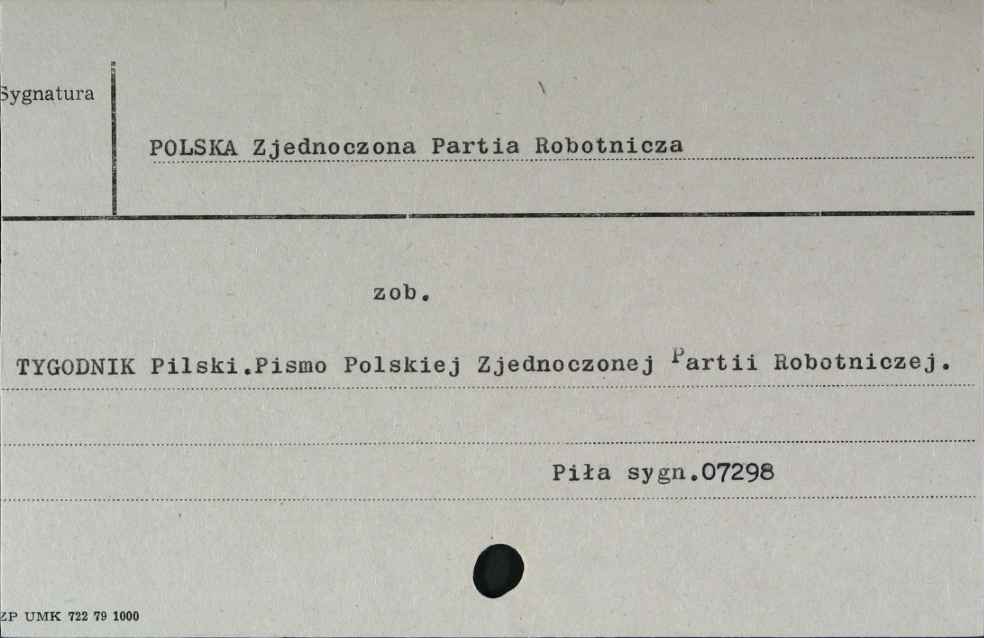 Sygnatura
POLSKA Zjednoczona Partia Robotnicza
zob.
TYGODNIK Pilski.Pismo Polskiej Zjednoczonej Partii Robotniczej.
Piła sygn.07298
ZP UMK 722 79 1000